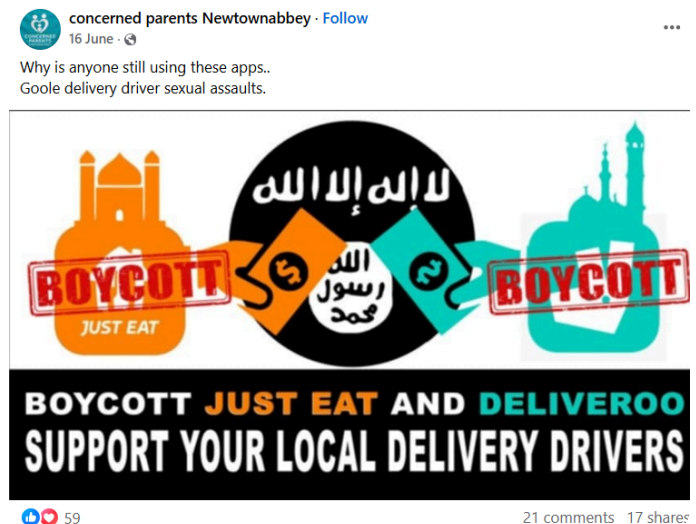 concerned parents Newtownabbey · Follow
16 June ·
Why is anyone still using these apps..
Goole delivery driver sexual assaults.
لا إله إلا الله
الله
رسول
محمد
BOYCOTT
JUST EAT
BOYCOTT
BOYCOTT JUST EAT AND DELIVEROO
SUPPORT YOUR LOCAL DELIVERY DRIVERS
59
21 comments 17 shares